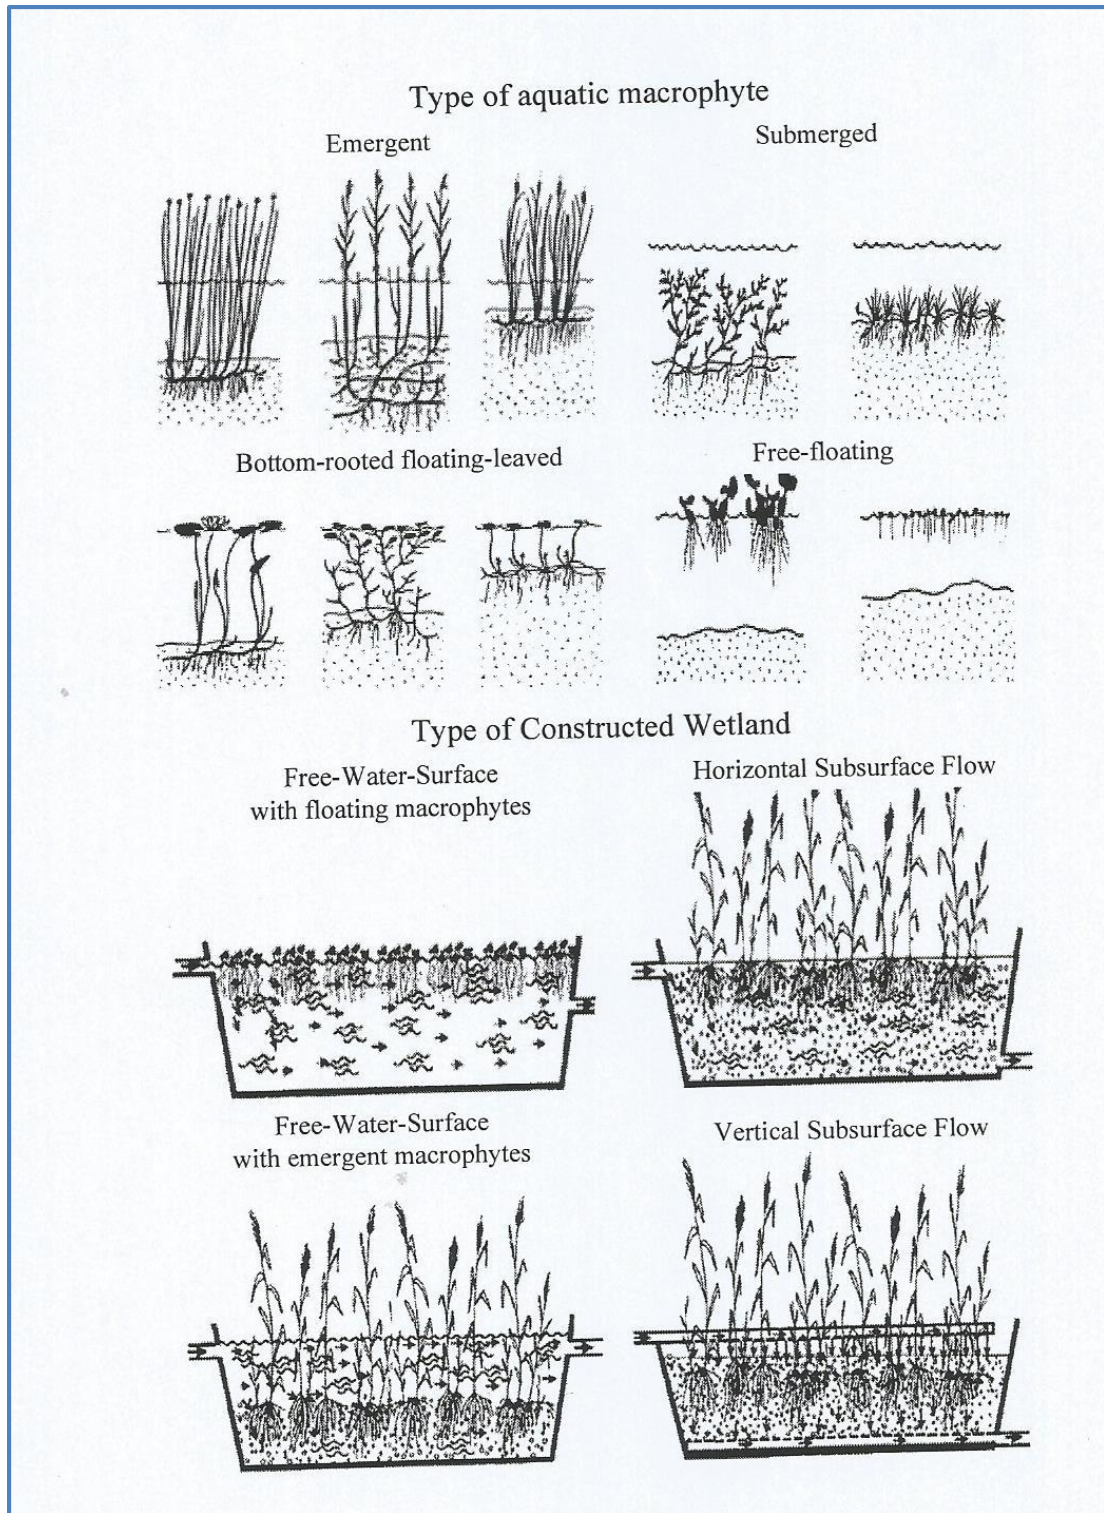 Type of aquatic macrophyte
Emergent
Submerged
Bottom-rooted floating-leaved
Free-floating
Type of Constructed Wetland
Free-Water-Surface
with floating macrophytes
Horizontal Subsurface Flow
Free-Water-Surface
with emergent macrophytes
Vertical Subsurface Flow